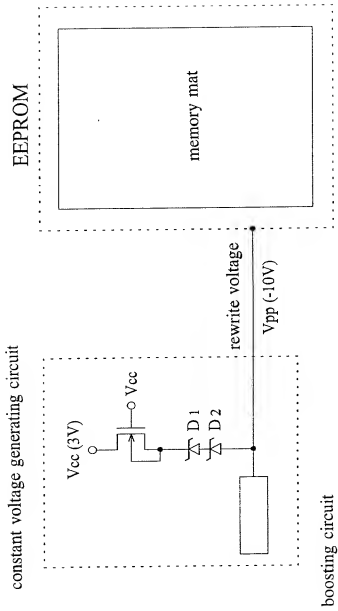 constant voltage generating circuit
EEPROM
Vcc (3V)
Vcc
D 1
D 2
memory mat
rewrite voltage
Vpp (-10V)
boosting circuit